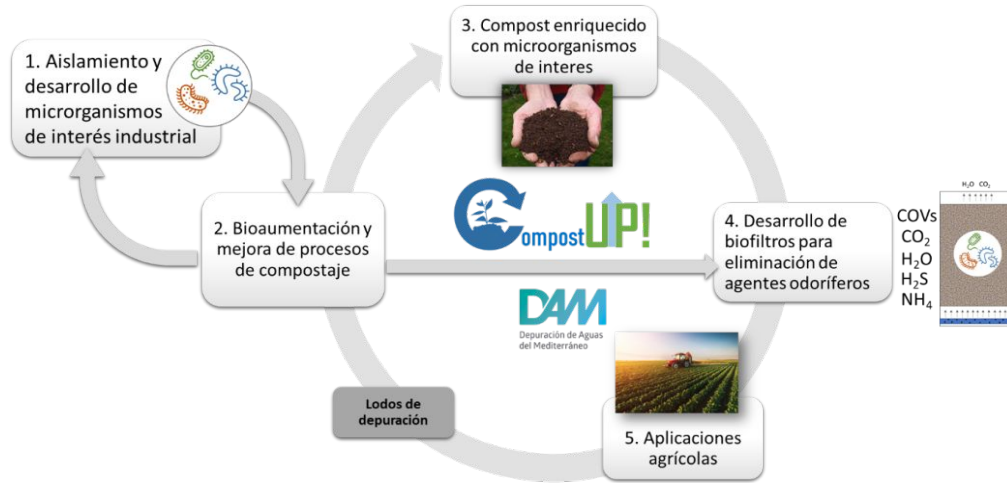 1. Aislamiento y
desarrollo de
microrganismos
de interés industrial
2. Bioaumentación y
mejora de procesos
de compostaje
3. Compost enriquecido
con microorganismos
de interes
CompostUP!
DAM
Depuración de Aguas
del Mediterráneo
4. Desarrollo de
biofiltros para
eliminación de
agentes odoríferos
H₂O CO₂
COVs
CO₂
H₂O
H₂S
NH₄
Lodos de
depuración
5. Aplicaciones
agrícolas